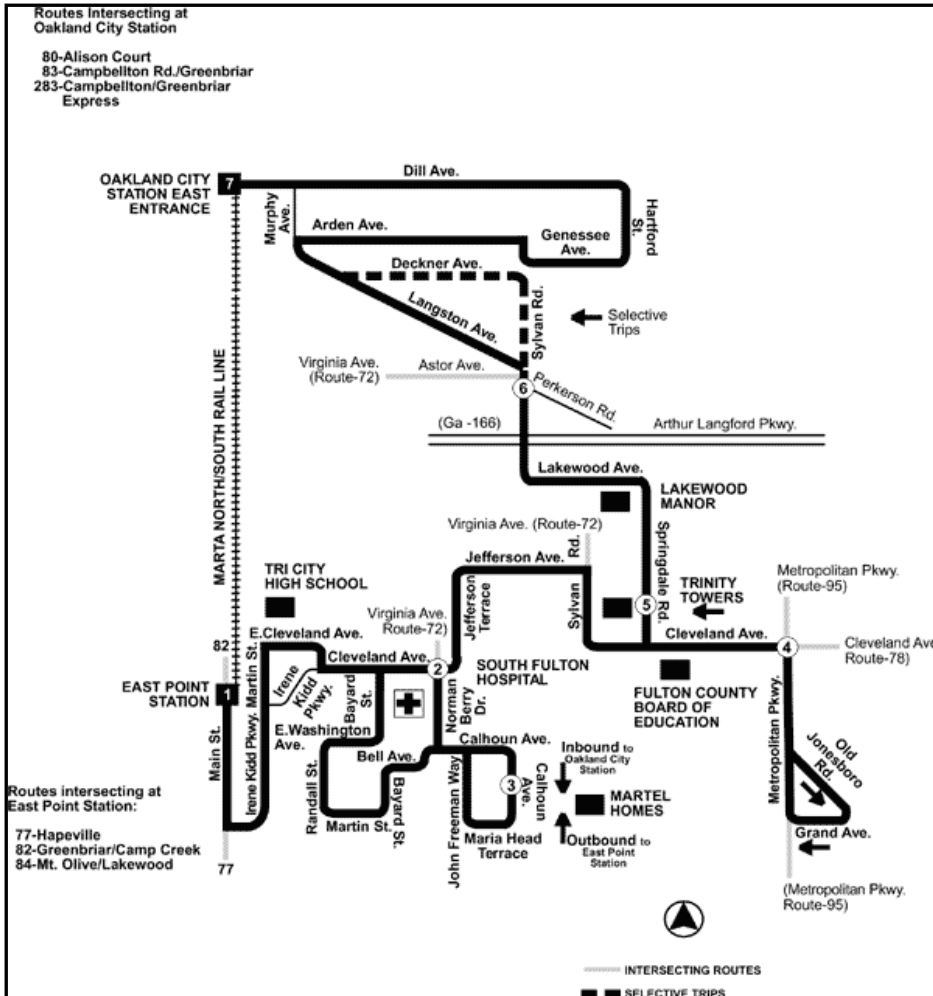 Routes Intersecting at
Oakland City Station
80-Alison Court
83-Campbellton Rd./Greenbriar
283-Campbellton/Greenbriar
Express
OAKLAND CITY
STATION EAST
ENTRANCE
7
Dill Ave.
Murphy
Ave.
Arden Ave.
Genessee
Ave.
Hartford
St.
Deckner Ave.
Langston Ave.
Sylvan Rd.
Selective
Trips
Virginia Ave.
(Route-72)
Astor Ave.
6
Perkerson Rd.
(Ga -166)
Arthur Langford Pkwy.
MARTA NORTH/SOUTH RAIL LINE
Lakewood Ave.
LAKEWOOD
MANOR
Virginia Ave. (Route-72)
Jefferson Ave.
Rd.
Sylvan
Springdale Rd.
TRI CITY
HIGH SCHOOL
Jefferson
Terrace
5
TRINITY
TOWERS
Metropolitan Pkwy.
(Route-95)
Virginia Ave.
Route-72)
82
E.Cleveland Ave.
Cleveland Ave.
2
Cleveland Ave.
4
Cleveland Ave
Route-78)
EAST POINT
STATION
1
Irene
Kidd
Pkwy.
Bayard
St.
SOUTH FULTON
HOSPITAL
FULTON COUNTY
BOARD OF
EDUCATION
Main St.
Irene Kidd Pkwy. Martin St.
E.Washington
Ave.
Norman
Berry
Dr.
Metropolitan Pkwy.
Old
Jonesboro
Rd.
Bell Ave.
Calhoun Ave.
Inbound to
Oakland City
Station
Randall St.
Martin St.
Bayard St.
John Freeman Way
3
Calhoun
Ave.
MARTEL
HOMES
Maria Head
Terrace
Outbound to
East Point
Station
Grand Ave.
Routes intersecting at
East Point Station:
77-Hapeville
82-Greenbriar/Camp Creek
84-Mt. Olive/Lakewood
77
(Metropolitan Pkwy.
Route-95)
INTERSECTING ROUTES
SELECTIVE TRIPS